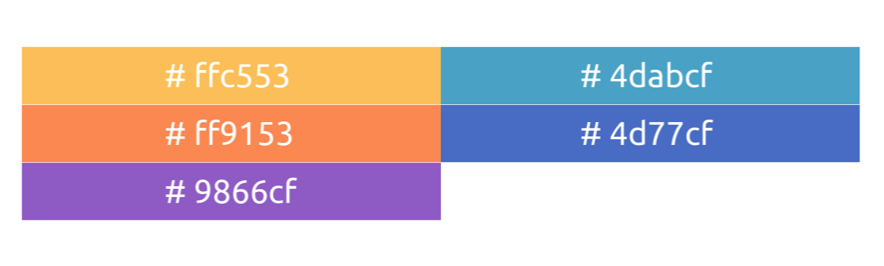 # ffc553
# 4dabcf
# ff9153
# 4d77cf
# 9866cf